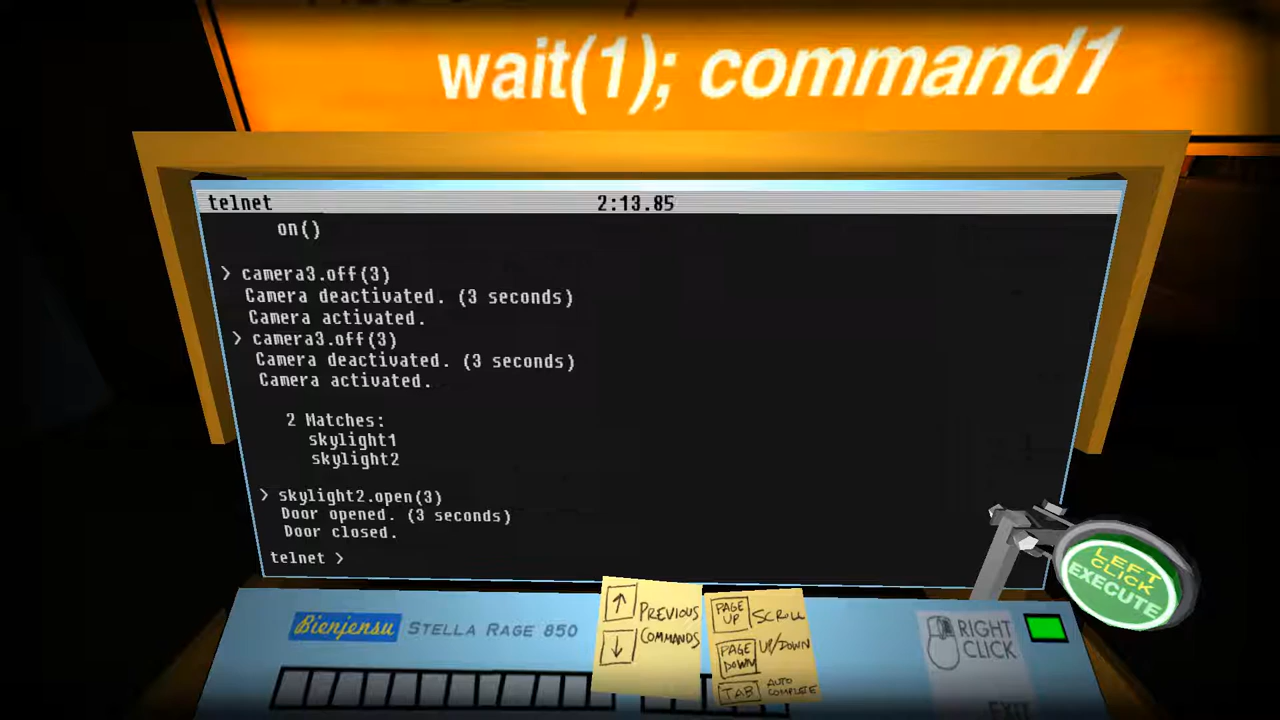 wait(1); command1
telnet 2:13.85
on()
> camera3.off(3)
Camera deactivated. (3 seconds)
Camera activated.
> camera3.off(3)
Camera deactivated. (3 seconds)
Camera activated.
2 Matches:
skylight1
skylight2
> skylight2.open(3)
Door opened. (3 seconds)
Door closed.
telnet >
LEFT
CLICK
EXECUTE
Bienjensu STELLA RAGE 850
↑ PREVIOUS
↓ COMMANDS
PAGE UP SCROLL
PAGE DOWN UP/DOWN
TAB AUTO COMPLETE
RIGHT
CLICK
EXIT